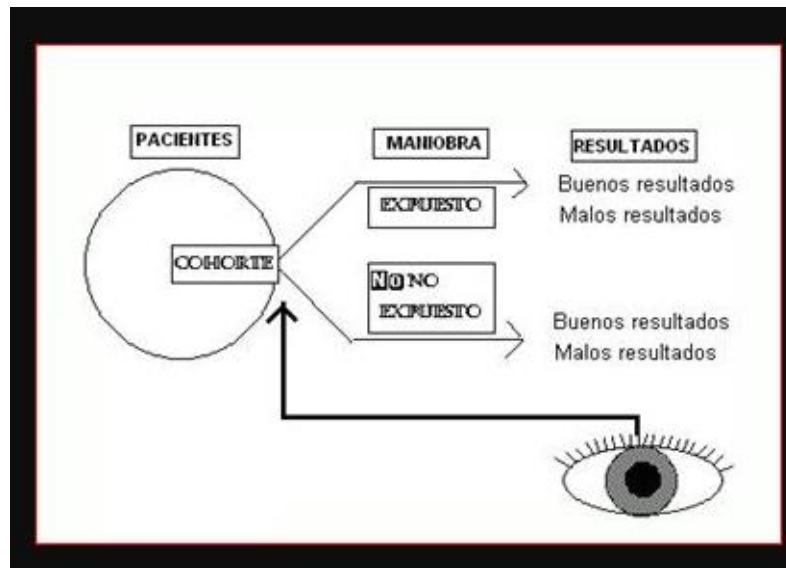 PACIENTES
MANIOBRA
RESULTADOS
EXPUESTO
Buenos resultados
Malos resultados
COHORTE
No NO
EXPUESTO
Buenos resultados
Malos resultados